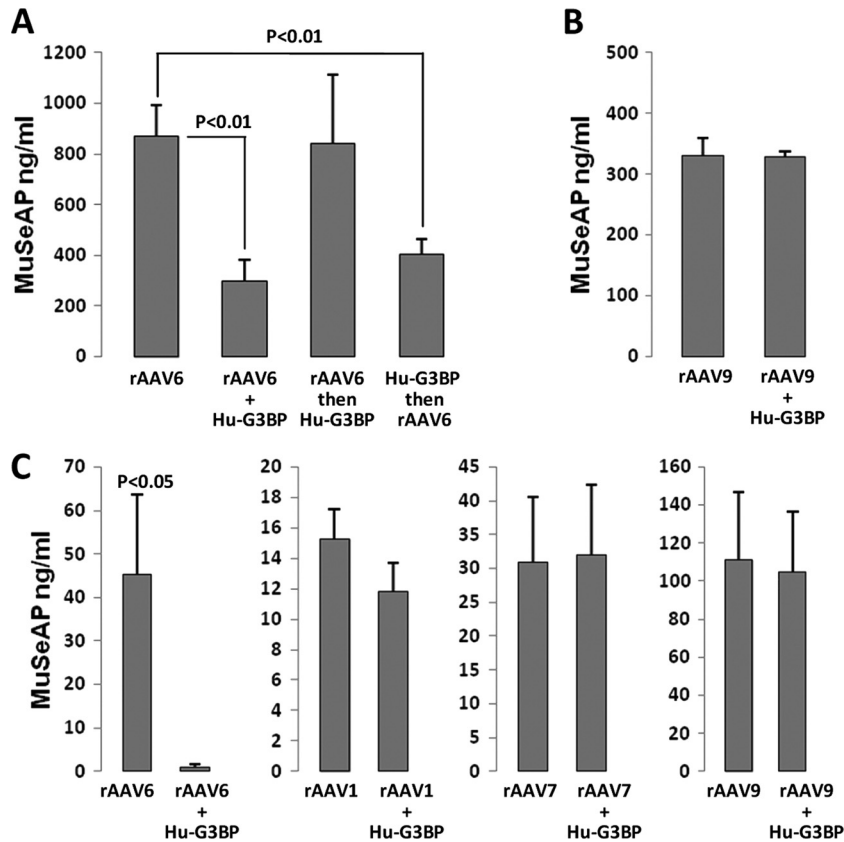 A
MuSeAP ng/ml
1200
1000
800
600
400
200
0
P<0.01
P<0.01
rAAV6
rAAV6
+
Hu-G3BP
rAAV6
then
Hu-G3BP
Hu-G3BP
then
rAAV6
B
MuSeAP ng/ml
500
400
300
200
100
0
rAAV9
rAAV9
+
Hu-G3BP
C
MuSeAP ng/ml
70
60
50
40
30
20
10
0
P<0.05
rAAV6
rAAV6
+
Hu-G3BP
20
18
16
14
12
10
8
6
4
2
0
rAAV1
rAAV1
+
Hu-G3BP
45
40
35
30
25
20
15
10
5
0
rAAV7
rAAV7
+
Hu-G3BP
160
140
120
100
80
60
40
20
0
rAAV9
rAAV9
+
Hu-G3BP